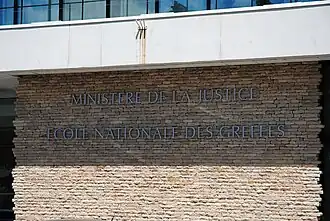 MINISTÈRE DE LA JUSTICE
ÉCOLE NATIONALE DES GREFFES